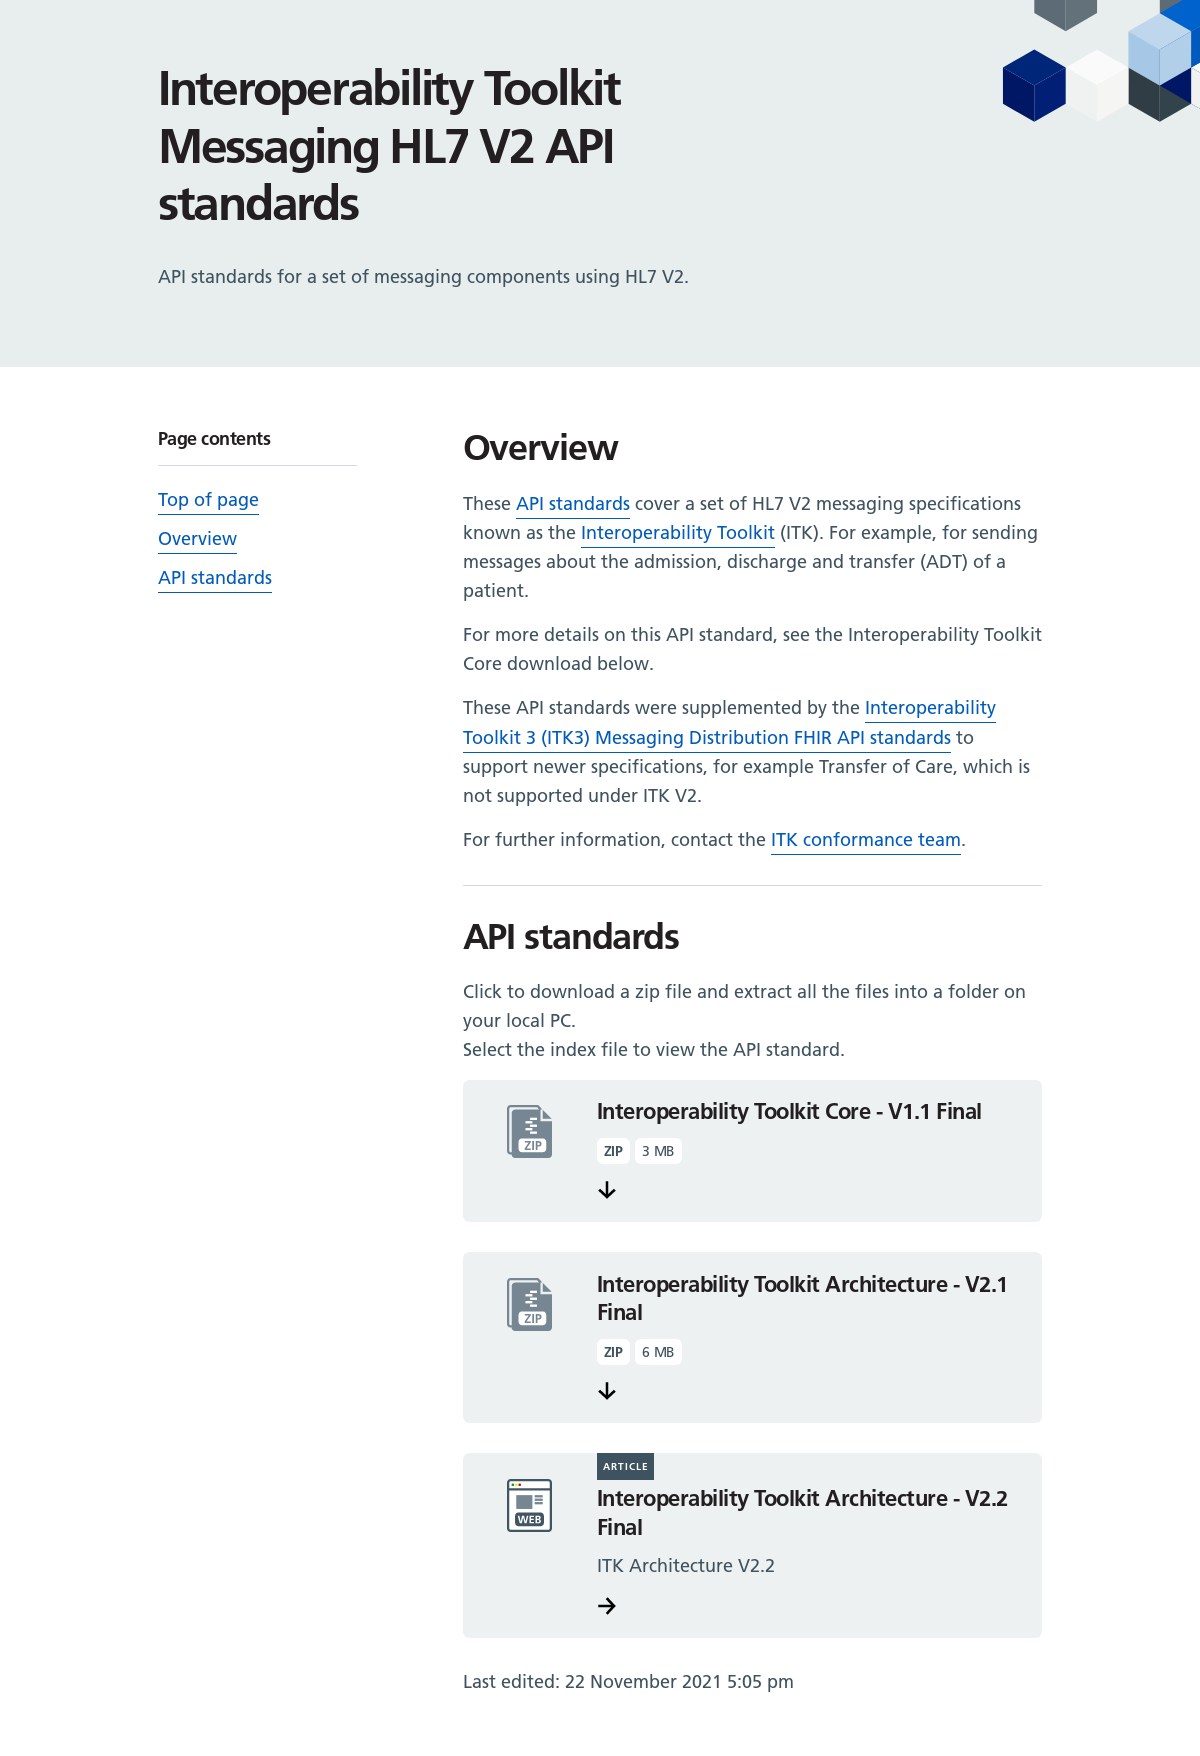 Interoperability Toolkit
Messaging HL7 V2 API
standards
API standards for a set of messaging components using HL7 V2.
Page contents
Top of page
Overview
API standards
Overview
These API standards cover a set of HL7 V2 messaging specifications
known as the Interoperability Toolkit (ITK). For example, for sending
messages about the admission, discharge and transfer (ADT) of a
patient.
For more details on this API standard, see the Interoperability Toolkit
Core download below.
These API standards were supplemented by the Interoperability
Toolkit 3 (ITK3) Messaging Distribution FHIR API standards to
support newer specifications, for example Transfer of Care, which is
not supported under ITK V2.
For further information, contact the ITK conformance team.
API standards
Click to download a zip file and extract all the files into a folder on
your local PC.
Select the index file to view the API standard.
ZIP
Interoperability Toolkit Core - V1.1 Final
ZIP 3 MB
ZIP
Interoperability Toolkit Architecture - V2.1
Final
ZIP 6 MB
WEB
ARTICLE
Interoperability Toolkit Architecture - V2.2
Final
ITK Architecture V2.2
Last edited: 22 November 2021 5:05 pm